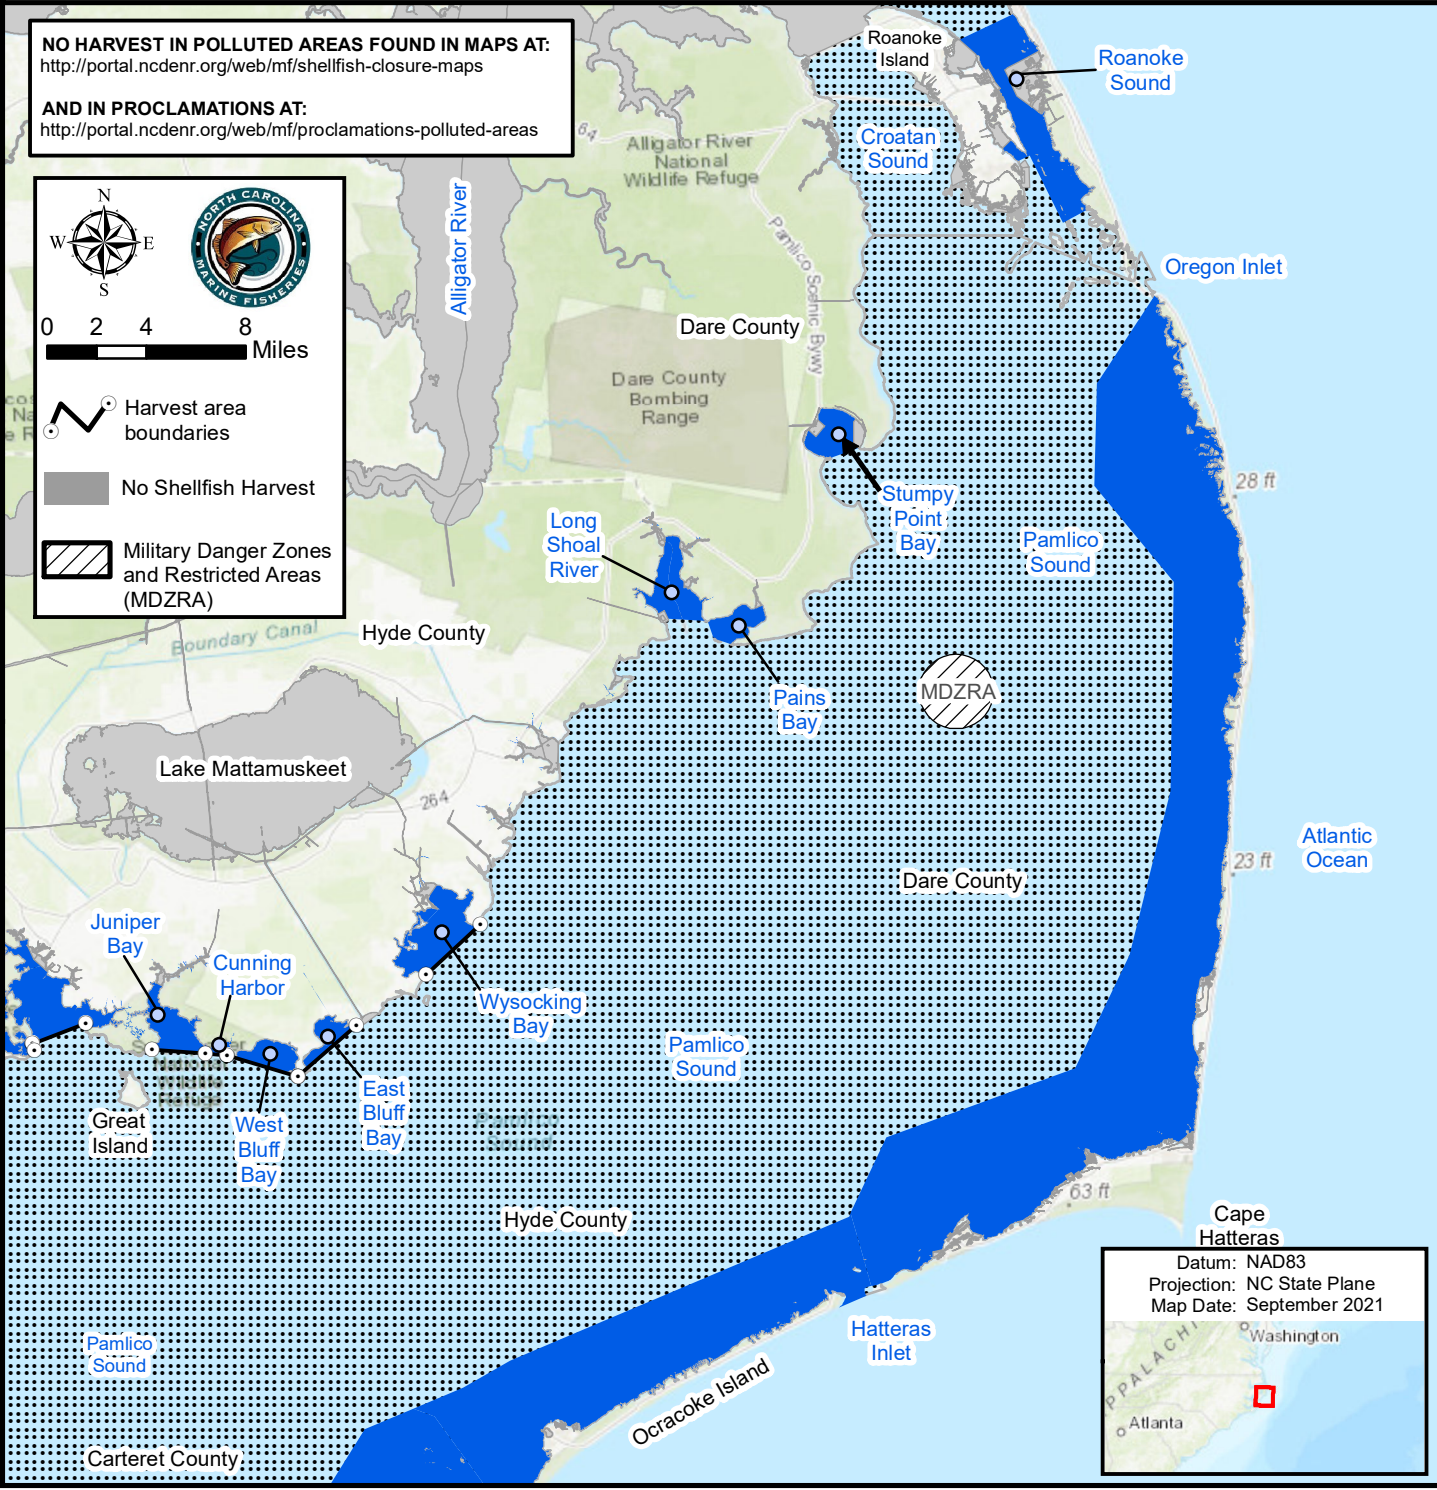 NO HARVEST IN POLLUTED AREAS FOUND IN MAPS AT:
http://portal.ncdenr.org/web/mf/shellfish-closure-maps
AND IN PROCLAMATIONS AT:
http://portal.ncdenr.org/web/mf/proclamations-polluted-areas
N
W E
S
NORTH CAROLINA
MARINE FISHERIES
0 2 4 8
Miles
Harvest area
boundaries
No Shellfish Harvest
Military Danger Zones
and Restricted Areas
(MDZRA)
Roanoke
Island
Roanoke
Sound
64
Alligator River
National
Wildlife Refuge
Croatan
Sound
Alligator River
Pamlico Scenic Bywy
Oregon Inlet
Dare County
Dare County
Bombing
Range
28 ft
Stumpy
Point
Bay
Long
Shoal
River
Pamlico
Sound
Boundary Canal
Hyde County
Pains
Bay
MDZRA
Lake Mattamuskeet
264
Atlantic
Ocean
23 ft
Dare County
Juniper
Bay
Cunning
Harbor
Wysocking
Bay
Pamlico
Sound
National
Wildlife
Refuge
Great
Island
West
Bluff
Bay
East
Bluff
Bay
Pamlico
Sound
63 ft
Hyde County
Cape
Hatteras
Datum: NAD83
Projection: NC State Plane
Map Date: September 2021
Washington
PPALACHI
Atlanta
Hatteras
Inlet
Pamlico
Sound
Ocracoke Island
Carteret County